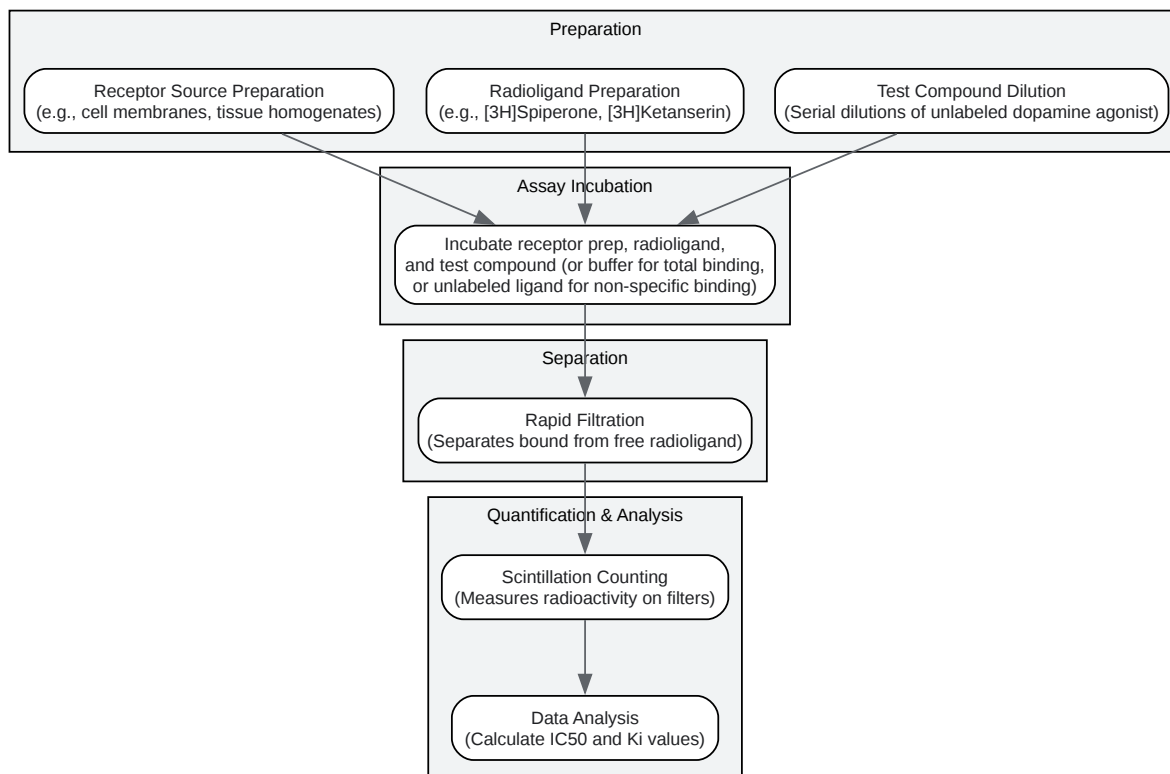 Preparation
Receptor Source Preparation
(e.g., cell membranes, tissue homogenates)
Radioligand Preparation
(e.g., [3H]Spiperone, [3H]Ketanserin)
Test Compound Dilution
(Serial dilutions of unlabeled dopamine agonist)
Assay Incubation
Incubate receptor prep, radioligand,
and test compound (or buffer for total binding,
or unlabeled ligand for non-specific binding)
Separation
Rapid Filtration
(Separates bound from free radioligand)
Quantification & Analysis
Scintillation Counting
(Measures radioactivity on filters)
Data Analysis
(Calculate IC50 and Ki values)